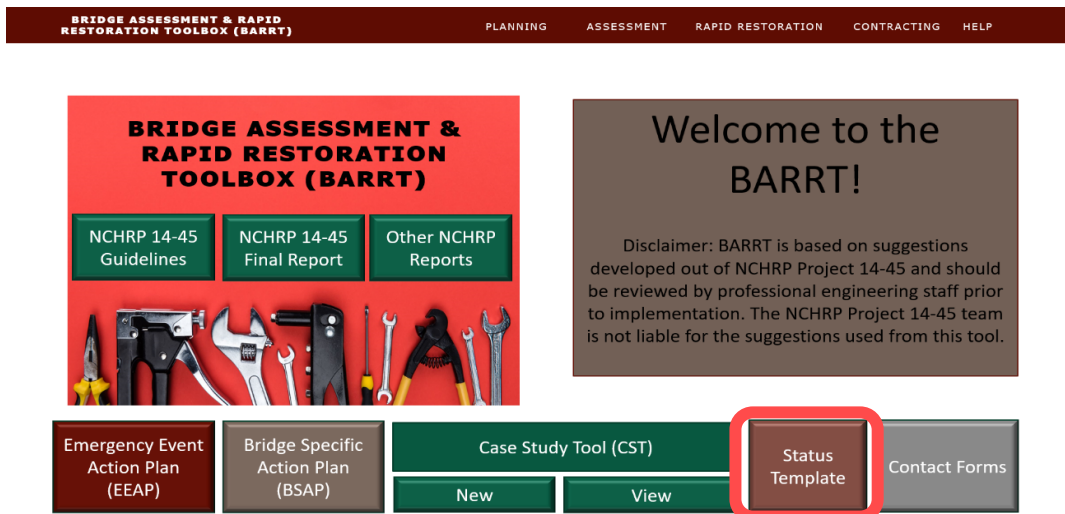 BRIDGE ASSESSMENT & RAPID
RESTORATION TOOLBOX (BARRT)
PLANNING
ASSESSMENT
RAPID RESTORATION
CONTRACTING
HELP
BRIDGE ASSESSMENT &
RAPID RESTORATION
TOOLBOX (BARRT)
NCHRP 14-45
Guidelines
NCHRP 14-45
Final Report
Other NCHRP
Reports
Welcome to the
BARRT!
Disclaimer: BARRT is based on suggestions
developed out of NCHRP Project 14-45 and should
be reviewed by professional engineering staff prior
to implementation. The NCHRP Project 14-45 team
is not liable for the suggestions used from this tool.
Emergency Event
Action Plan
(EEAP)
Bridge Specific
Action Plan
(BSAP)
Case Study Tool (CST)
New
View
Status
Template
Contact Forms